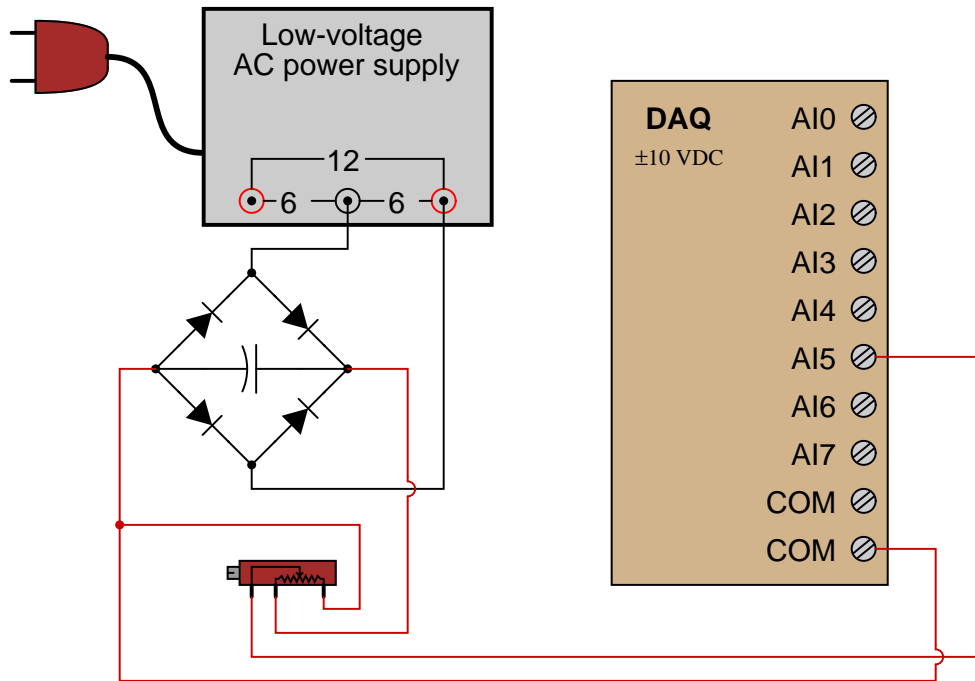 Low-voltage
AC power supply
12
6 6
DAQ
±10 VDC
AI0
AI1
AI2
AI3
AI4
AI5
AI6
AI7
COM
COM